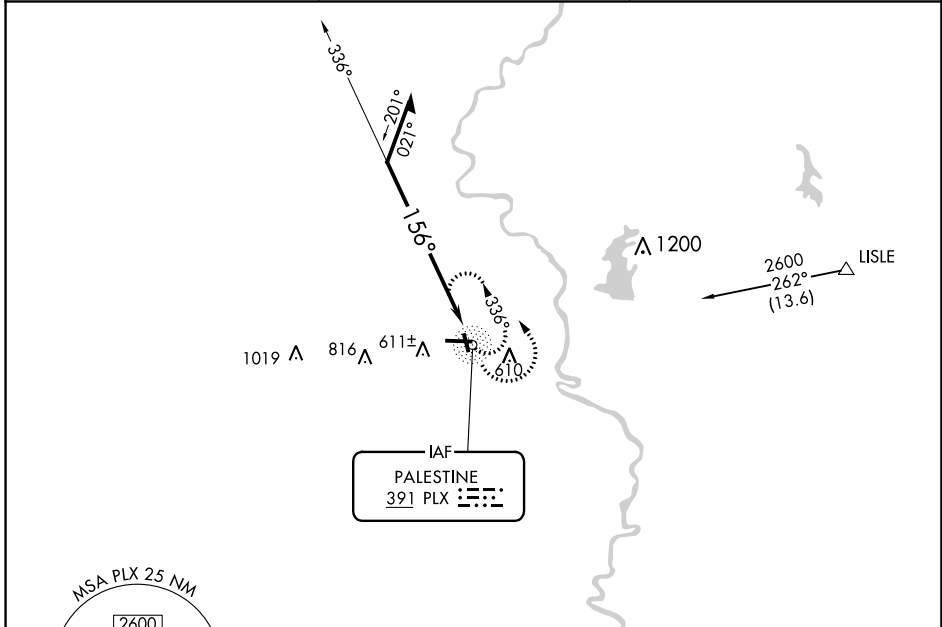 336°
201°
021°
156°
336°
1200
LISLE
2600
262°
(13.6)
1019
816
611±
610
IAF
PALESTINE
391 PLX
MSA PLX 25 NM
2600